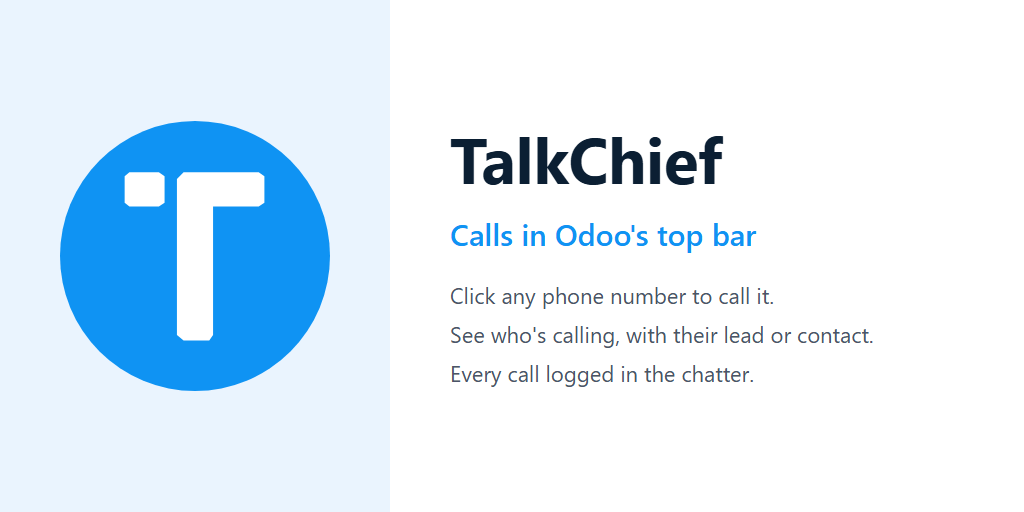 TalkChief
Calls in Odoo's top bar
Click any phone number to call it.
See who's calling, with their lead or contact.
Every call logged in the chatter.